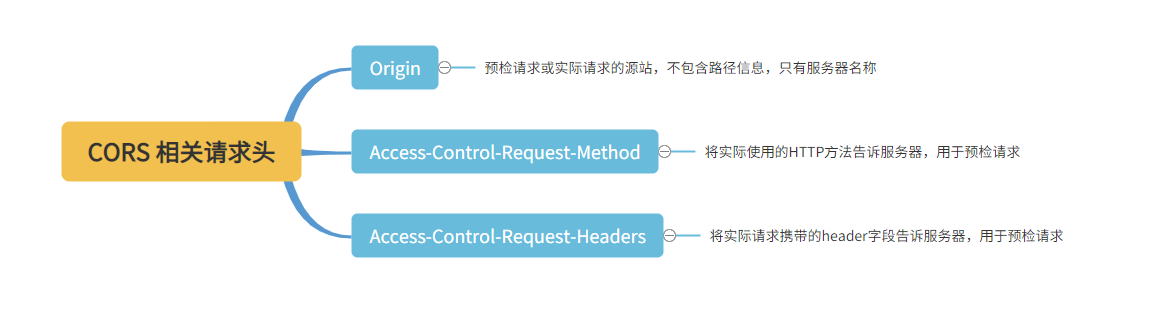 Origin
预检请求或实际请求的源站，不包含路径信息，只有服务器名称
CORS 相关请求头
Access-Control-Request-Method
将实际使用的HTTP方法告诉服务器，用于预检请求
Access-Control-Request-Headers
将实际请求携带的header字段告诉服务器，用于预检请求